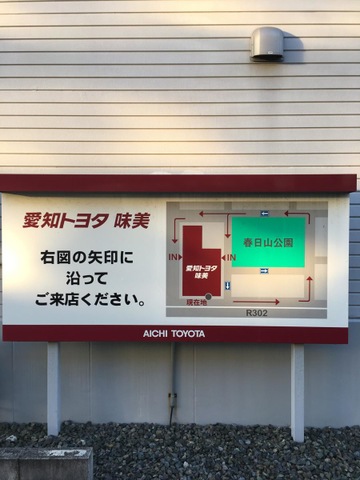 愛知トヨタ 味美
右図の矢印に
沿って
ご来店ください。
春日山公園
IN
愛知トヨタ
味美
IN
現在地
R302
AICHI TOYOTA